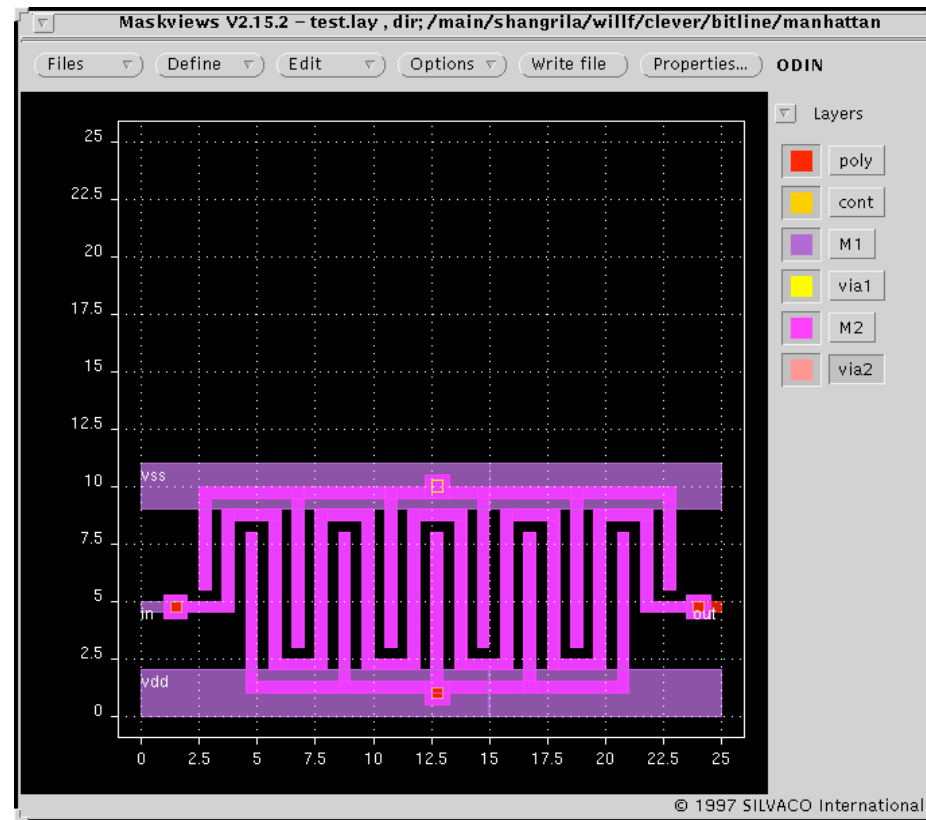 Maskviews V2.15.2 – test.lay , dir; /main/shangrila/willf/clever/bitline/manhattan
Files Define Edit Options Write file Properties... ODIN
Layers
poly
cont
M1
via1
M2
via2
25
22.5
20
17.5
15
12.5
10
7.5
5
2.5
0
vss
in
out
vdd
0 2.5 5 7.5 10 12.5 15 17.5 20 22.5 25
© 1997 SILVACO International